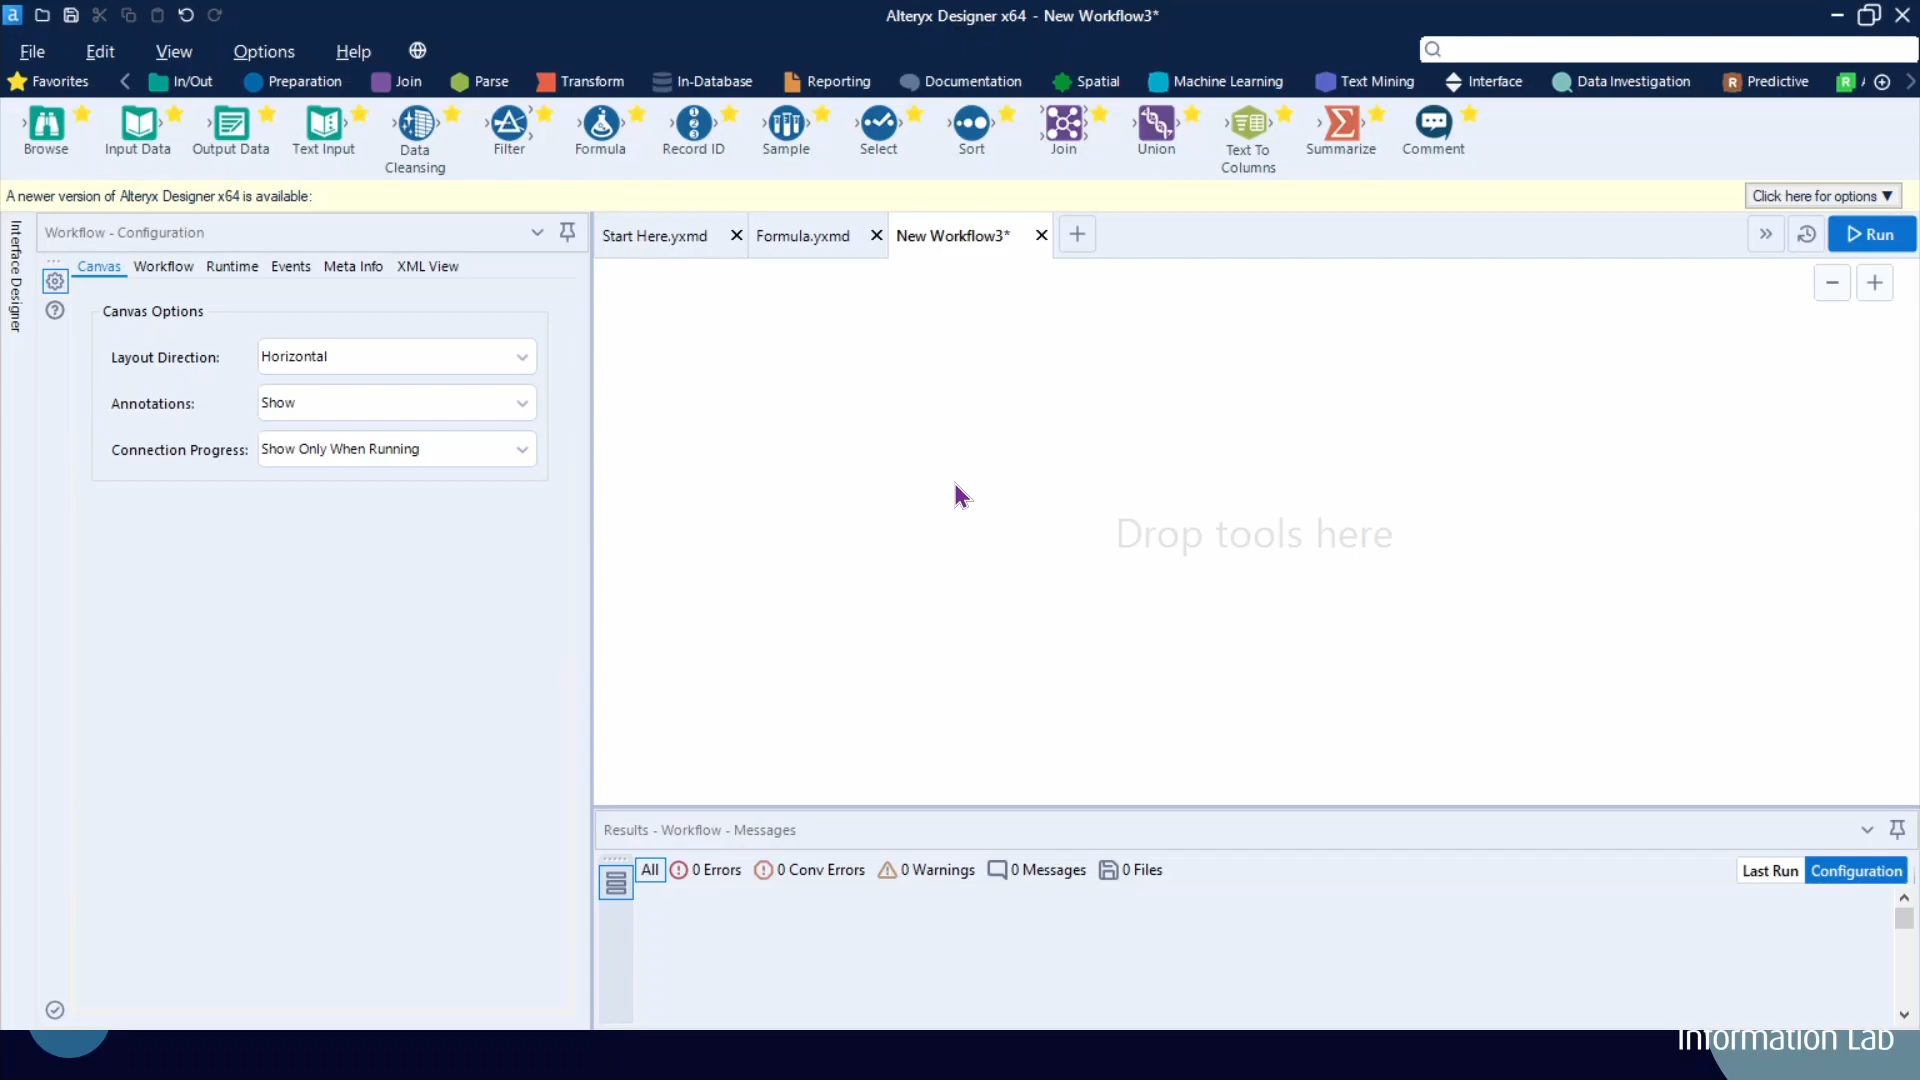 Alteryx Designer x64 - New Workflow3*
File Edit View Options Help
Favorites In/Out Preparation Join Parse Transform In-Database Reporting Documentation Spatial Machine Learning Text Mining Interface Data Investigation Predictive
Browse Input Data Output Data Text Input Data Cleansing Filter Formula Record ID Sample Select Sort Join Union Text To Columns Summarize Comment
A newer version of Alteryx Designer x64 is available: Click here for options
Interface Designer
Workflow - Configuration
Start Here.yxmd Formula.yxmd New Workflow3* Run
Canvas Workflow Runtime Events Meta Info XML View
Canvas Options
Layout Direction: Horizontal
Annotations: Show
Connection Progress: Show Only When Running
Drop tools here
Results - Workflow - Messages
All 0 Errors 0 Conv Errors 0 Warnings 0 Messages 0 Files Last Run Configuration
Information Lab